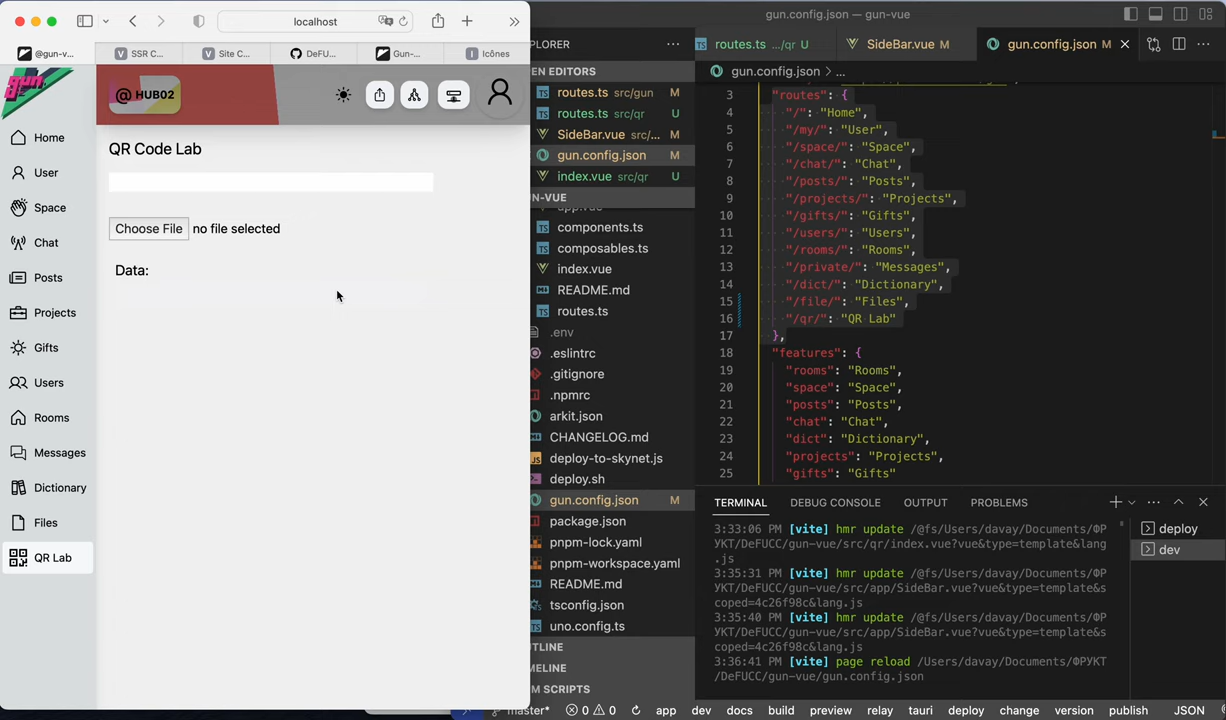 localhost
@gun-v...
SSR C...
Site C...
DeFU...
Gun-...
Icônes
gun
@ HUB02
Home
User
Space
Chat
Posts
Projects
Gifts
Users
Rooms
Messages
Dictionary
Files
QR Lab
QR Code Lab
Choose File no file selected
Data:
gun.config.json — gun-vue
PLORER
EN EDITORS
routes.ts src/gun M
routes.ts src/qr U
SideBar.vue src/... M
gun.config.json M
index.vue src/qr U
N-VUE
components.ts
composables.ts
index.vue
README.md
routes.ts
.env
.eslintrc
.gitignore
.npmrc
arkit.json
CHANGELOG.md
deploy-to-skynet.js
deploy.sh
gun.config.json M
package.json
pnpm-lock.yaml
pnpm-workspace.yaml
README.md
tsconfig.json
uno.config.ts
UTLINE
MELINE
M SCRIPTS
routes.ts .../qr U
SideBar.vue M
gun.config.json M
gun.config.json > ...
3 "routes": {
4 "/": "Home",
5 "/my/": "User",
6 "/space/": "Space",
7 "/chat/": "Chat",
8 "/posts/": "Posts",
9 "/projects/": "Projects",
10 "/gifts/": "Gifts",
11 "/users/": "Users",
12 "/rooms/": "Rooms",
13 "/private/": "Messages",
14 "/dict/": "Dictionary",
15 "/file/": "Files",
16 "/qr/": "QR Lab"
17 },
18 "features": {
19 "rooms": "Rooms",
20 "space": "Space",
21 "posts": "Posts",
22 "chat": "Chat",
23 "dict": "Dictionary",
24 "projects": "Projects",
25 "gifts": "Gifts"
TERMINAL DEBUG CONSOLE OUTPUT PROBLEMS
3:33:06 PM [vite] hmr update /@fs/Users/davay/Documents/ФР
УКТ/DeFUCC/gun-vue/src/qr/index.vue?vue&type=template&lang
.js
3:35:31 PM [vite] hmr update /@fs/Users/davay/Documents/ФР
УКТ/DeFUCC/gun-vue/src/app/SideBar.vue?vue&type=template&s
coped=4c26f98c&lang.js
3:35:40 PM [vite] hmr update /@fs/Users/davay/Documents/ФР
УКТ/DeFUCC/gun-vue/src/app/SideBar.vue?vue&type=template&s
coped=4c26f98c&lang.js
3:36:41 PM [vite] page reload /Users/davay/Documents/ФРУКТ
/DeFUCC/gun-vue/gun.config.json
deploy
dev
master* 0 0 app dev docs build preview relay tauri deploy change version publish JSON